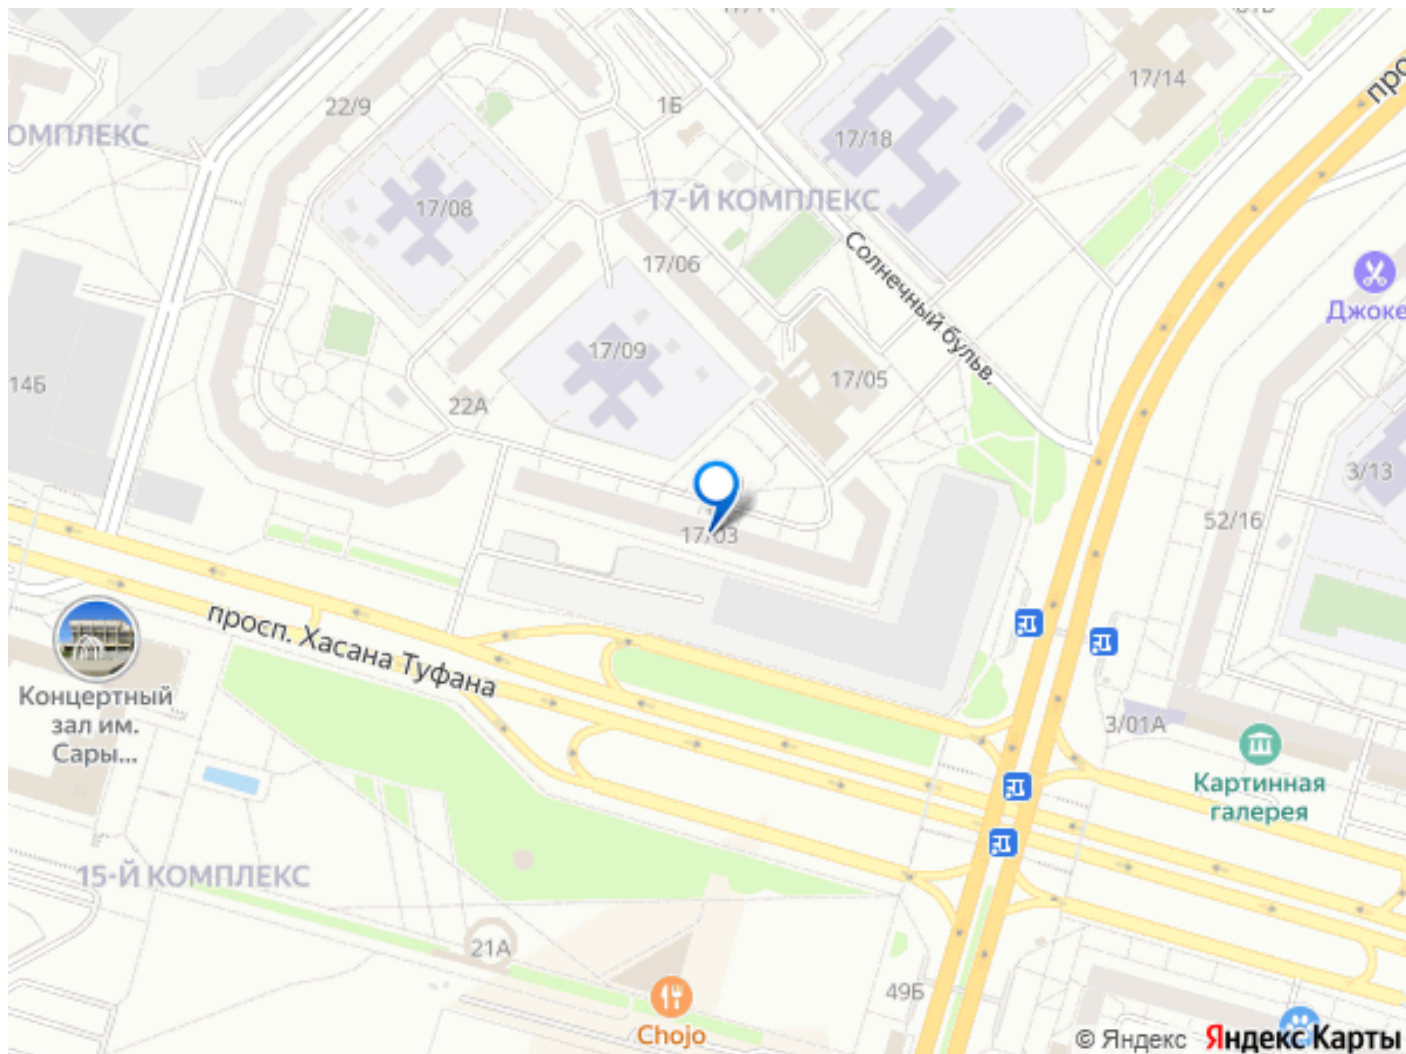 17/14
22/9
1Б
17/18
17/08
17-Й КОМПЛЕКС
Солнечный бульв.
17/06
Джоке
17/09
14Б
17/05
22А
3/13
17/03
52/16
просп. Хасана Туфана
Концертный
зал им.
Сары...
3/01А
Картинная
галерея
15-Й КОМПЛЕКС
21А
49Б
Chojo
© Яндекс Яндекс Карты